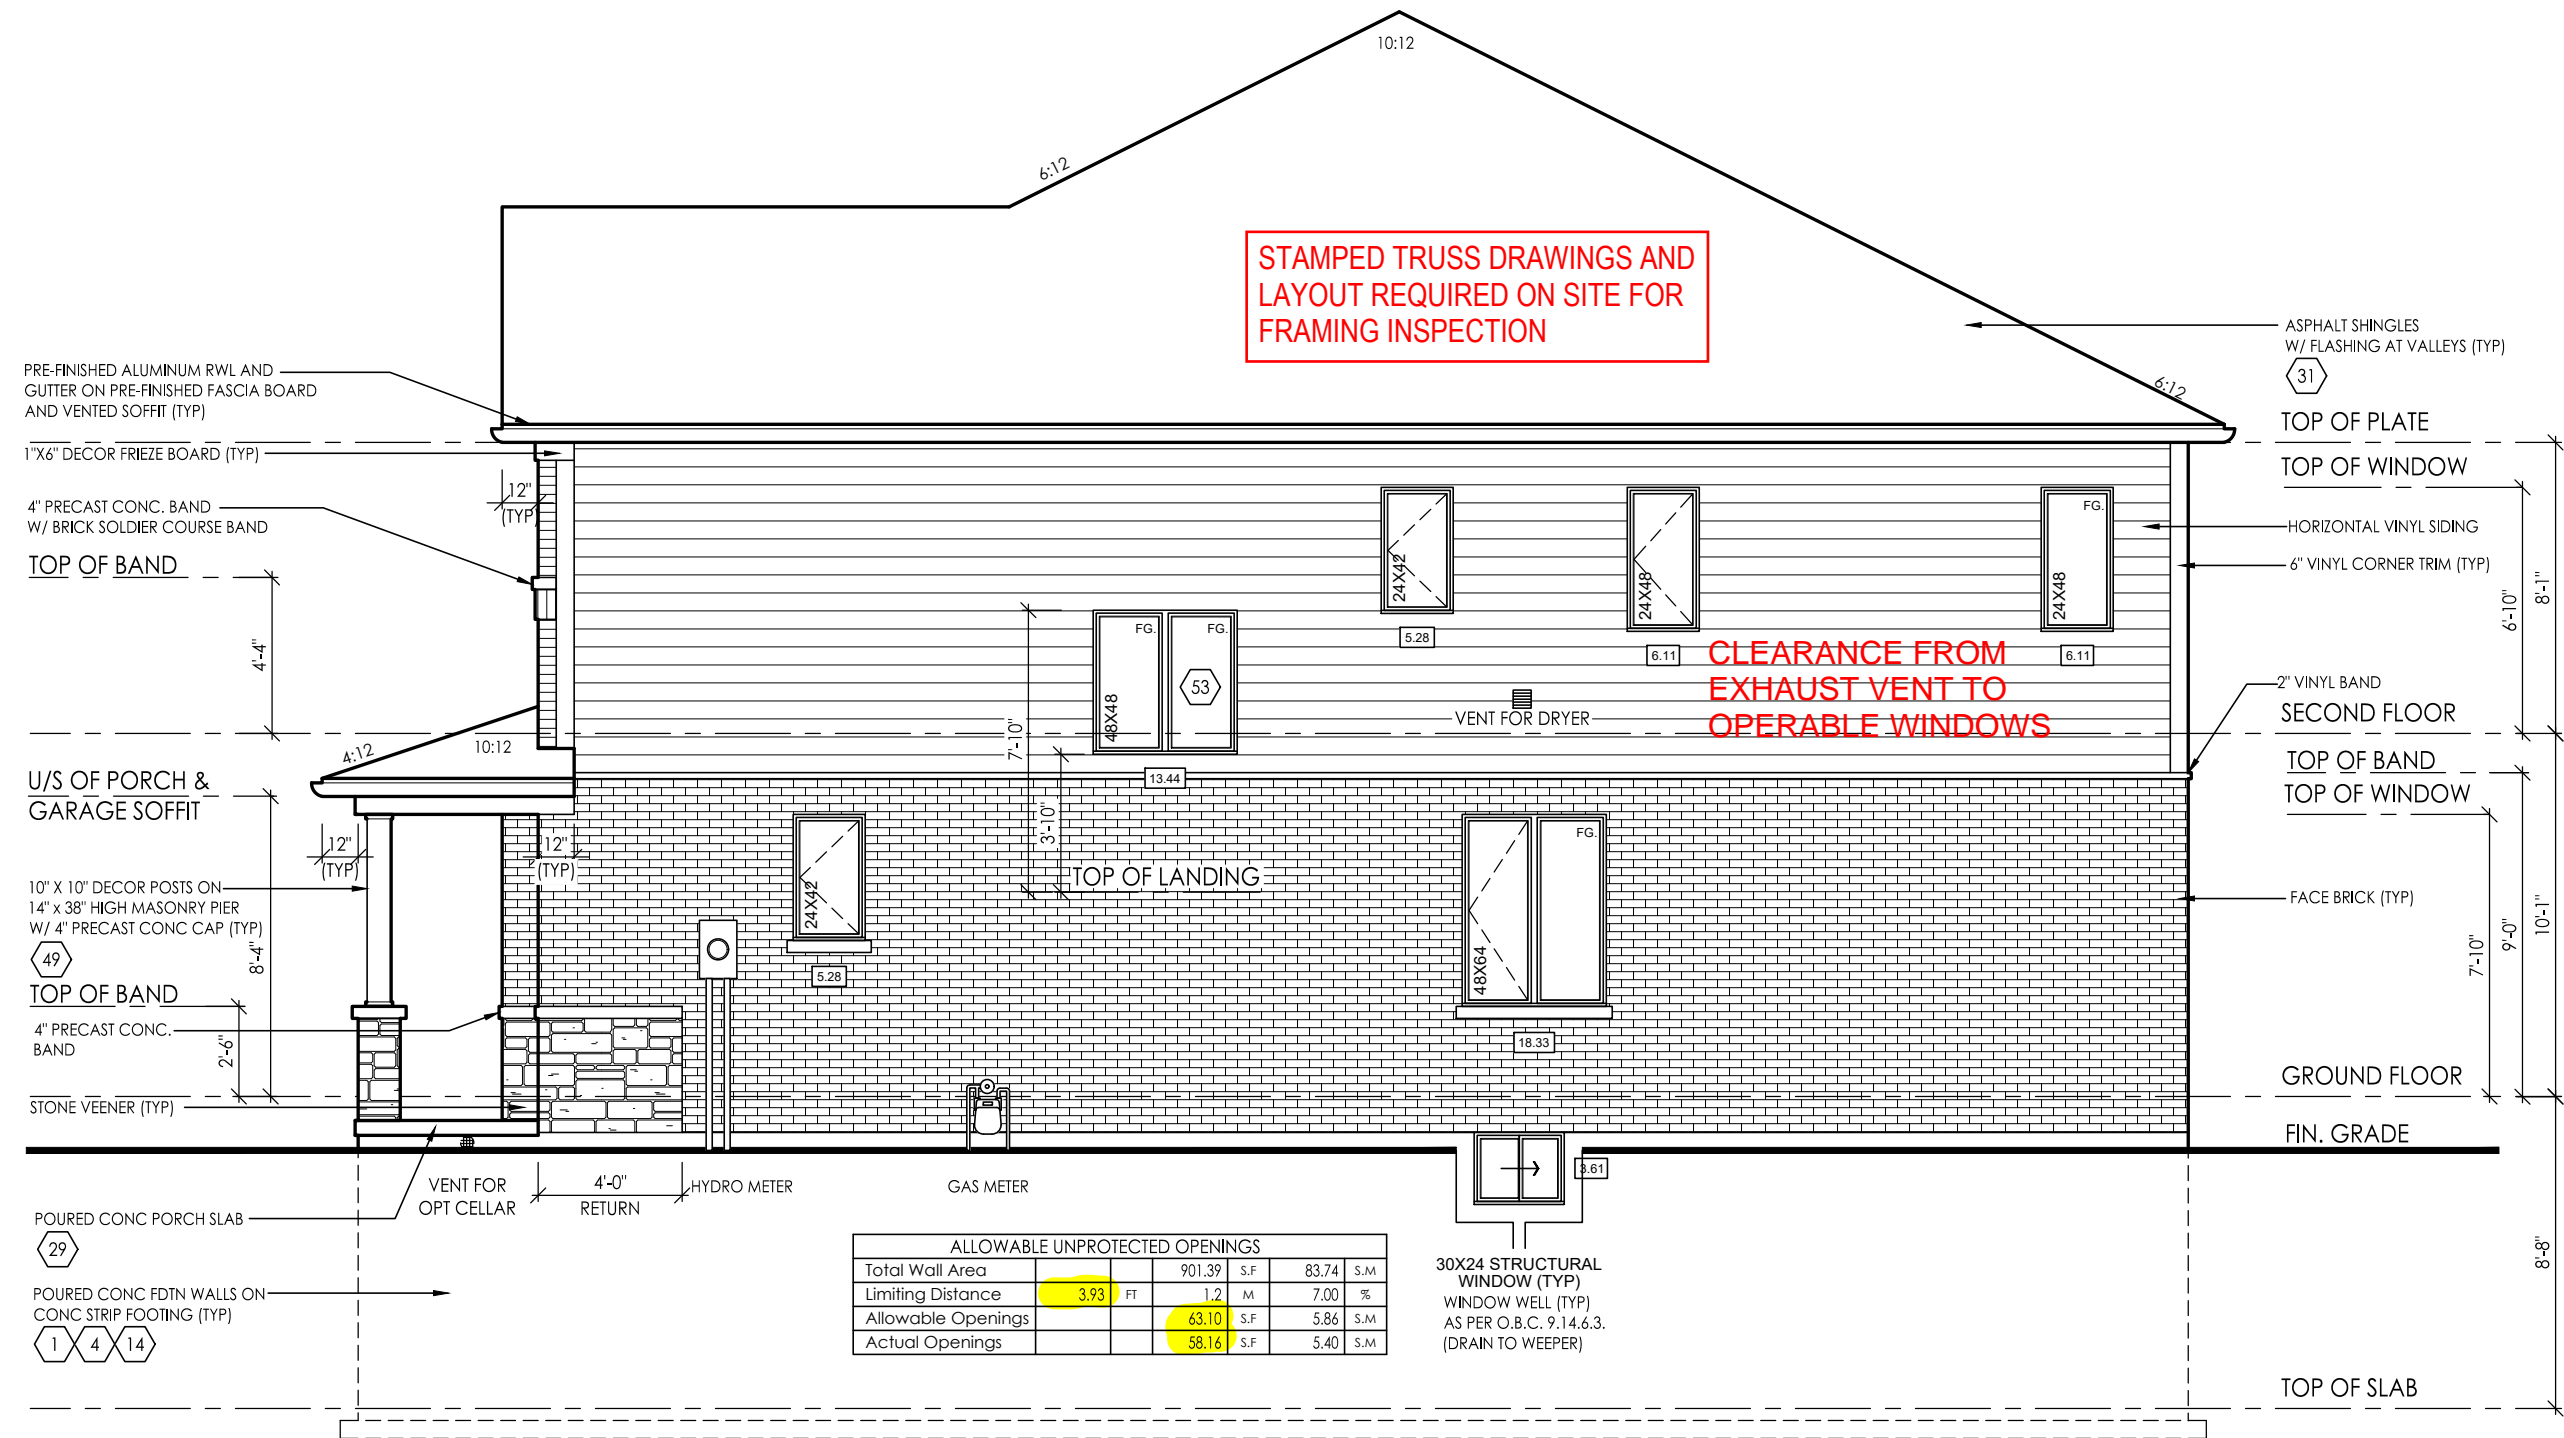 10:12
6:12
STAMPED TRUSS DRAWINGS AND
LAYOUT REQUIRED ON SITE FOR
FRAMING INSPECTION
ASPHALT SHINGLES
W/ FLASHING AT VALLEYS (TYP)
31
6:12
PRE-FINISHED ALUMINUM RWL AND
GUTTER ON PRE-FINISHED FASCIA BOARD
AND VENTED SOFFIT (TYP)
1"X6" DECOR FRIEZE BOARD (TYP)
4" PRECAST CONC. BAND
W/ BRICK SOLDIER COURSE BAND
TOP OF BAND
4'-4"
12"
(TYP)
4:12
10:12
U/S OF PORCH &
GARAGE SOFFIT
12"
(TYP)
12"
(TYP)
10" X 10" DECOR POSTS ON
14" x 38" HIGH MASONRY PIER
W/ 4" PRECAST CONC CAP (TYP)
49
8'-4"
TOP OF BAND
4" PRECAST CONC.
BAND
2'-6"
STONE VEENER (TYP)
POURED CONC PORCH SLAB
29
POURED CONC FDTN WALLS ON
CONC STRIP FOOTING (TYP)
1
4
14
VENT FOR
OPT CELLAR
4'-0"
RETURN
HYDRO METER
GAS METER
24X42
5.28
7'-10"
3'-10"
TOP OF LANDING
48X48
FG.
FG.
53
13.44
24X42
5.28
24X48
6.11
FG.
24X48
6.11
VENT FOR DRYER
CLEARANCE FROM
EXHAUST VENT TO
OPERABLE WINDOWS
48X64
FG.
18.33
3.61
30X24 STRUCTURAL
WINDOW (TYP)
WINDOW WELL (TYP)
AS PER O.B.C. 9.14.6.3.
(DRAIN TO WEEPER)
ALLOWABLE UNPROTECTED OPENINGS
Total Wall Area 901.39 S.F 83.74 S.M
Limiting Distance 3.93 FT 1.2 M 7.00 %
Allowable Openings 63.10 S.F 5.86 S.M
Actual Openings 58.16 S.F 5.40 S.M
TOP OF PLATE
TOP OF WINDOW
HORIZONTAL VINYL SIDING
6" VINYL CORNER TRIM (TYP)
6'-10"
8'-1"
2" VINYL BAND
SECOND FLOOR
TOP OF BAND
TOP OF WINDOW
FACE BRICK (TYP)
7'-10"
9'-0"
10'-1"
GROUND FLOOR
FIN. GRADE
8'-8"
TOP OF SLAB